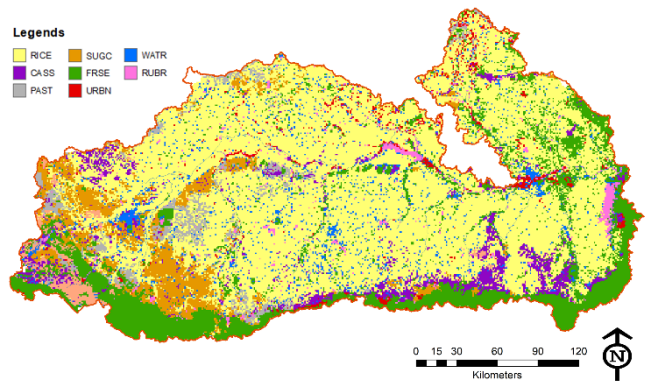 Legends
RICE SUGC WATR
CASS FRSE RUBR
PAST URBN
N
0 15 30 60 90 120
Kilometers